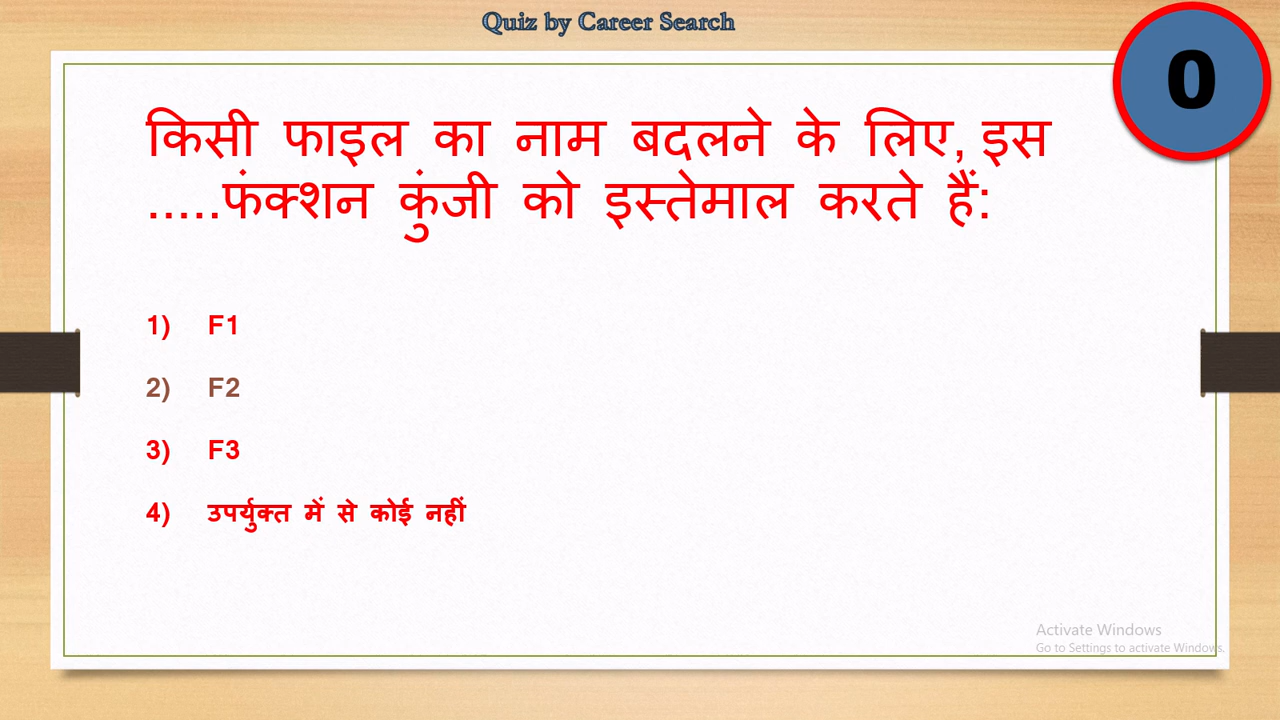 Quiz by Career Search
0
किसी फाइल का नाम बदलने के लिए, इस
.....फंक्शन कुंजी को इस्तेमाल करते हैं:
1) F1
2) F2
3) F3
4) उपर्युक्त में से कोई नहीं
Activate Windows
Go to Settings to activate Windows.